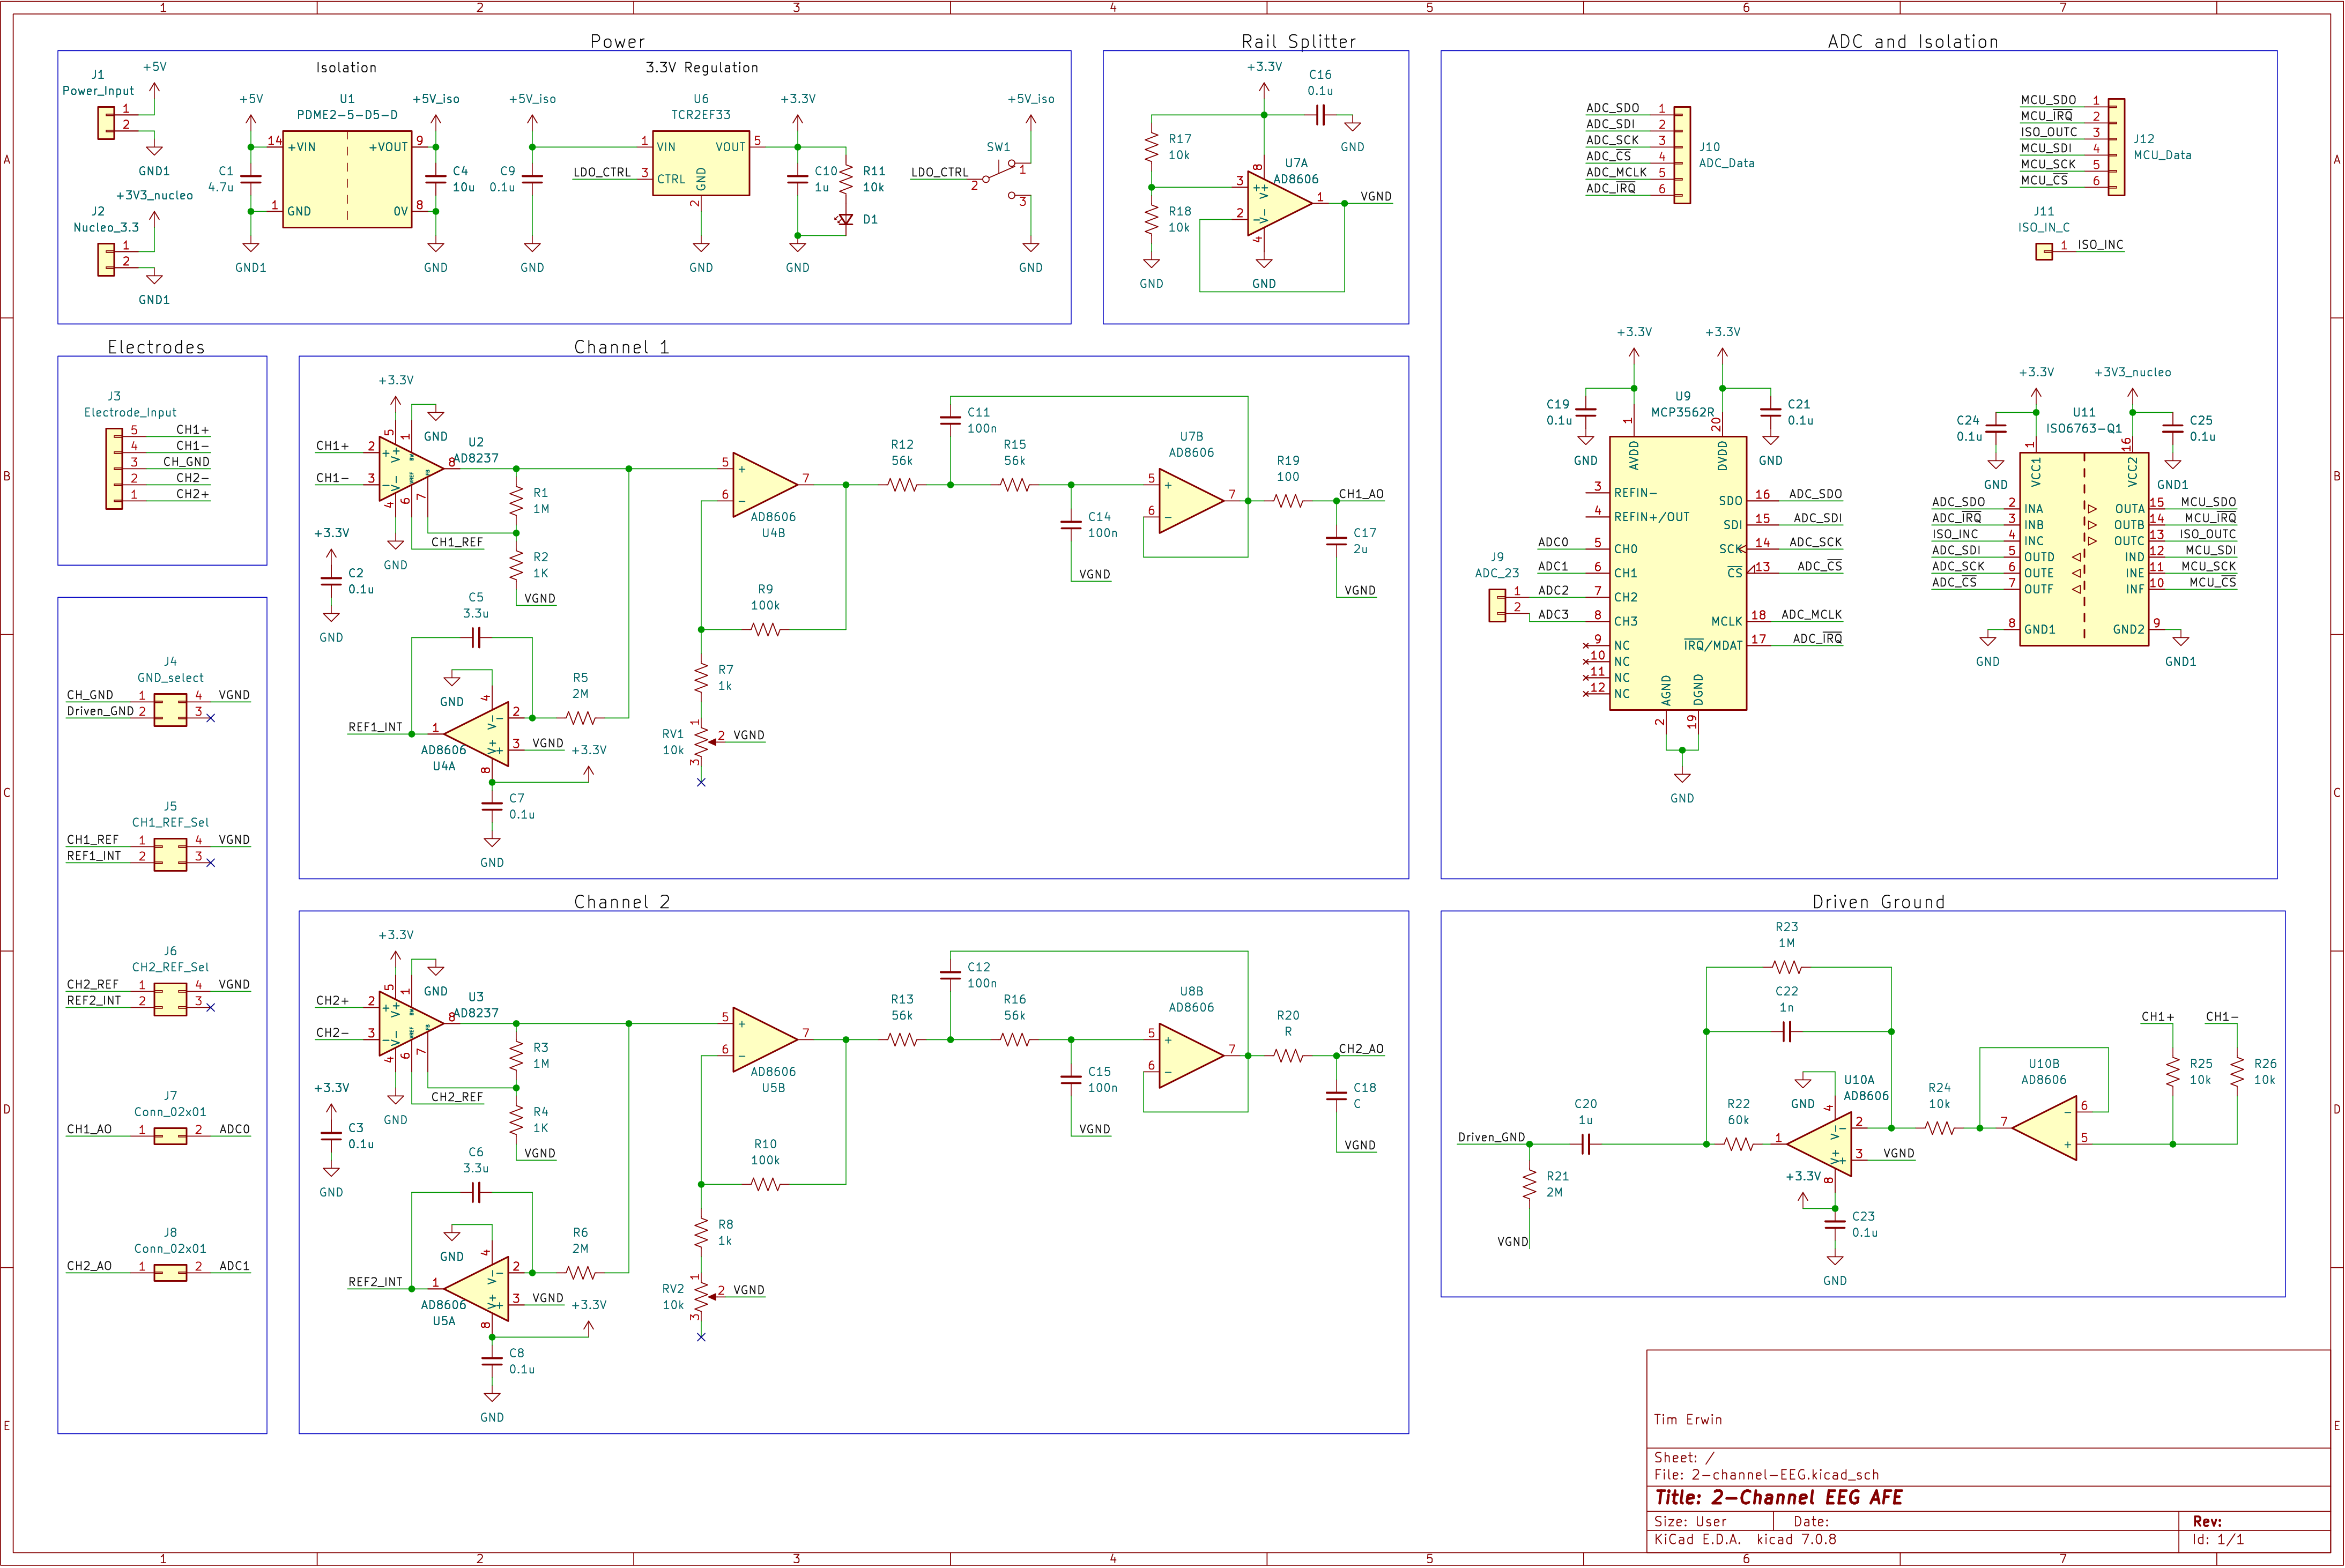 1 2 3 4 5 6 7
Power
Isolation
3.3V Regulation
J1
Power_Input
1
2
+5V
GND1
J2
Nucleo_3.3
1
2
+3V3_nucleo
GND1
+5V
C1
4.7u
GND1
U1
PDME2-5-D5-D
14 +VIN
+VOUT 9
1 GND
0V 8
+5V_iso
C4
10u
GND
+5V_iso
C9
0.1u
GND
LDO_CTRL
U6
TCR2EF33
1 VIN
VOUT 5
3 CTRL
GND
2
GND
+3.3V
C10
1u
R11
10k
D1
GND
LDO_CTRL
SW1
2
1
3
+5V_iso
GND
Rail Splitter
+3.3V
C16
0.1u
GND
R17
10k
R18
10k
GND
U7A
AD8606
3 +
2 -
8 V+
4 V-
1
VGND
GND
ADC and Isolation
ADC_SDO 1
ADC_SDI 2
ADC_SCK 3
ADC_CS 4
ADC_MCLK 5
ADC_IRQ 6
J10
ADC_Data
MCU_SDO 1
MCU_IRQ 2
ISO_OUTC 3
MCU_SDI 4
MCU_SCK 5
MCU_CS 6
J12
MCU_Data
J11
ISO_IN_C
1 ISO_INC
+3.3V
+3.3V
C19
0.1u
GND
U9
MCP3562R
C21
0.1u
GND
1 AVDD
20 DVDD
3 REFIN-
4 REFIN+/OUT
ADC0 5 CH0
ADC1 6 CH1
ADC2 7 CH2
ADC3 8 CH3
9 NC
10 NC
11 NC
12 NC
SDO 16 ADC_SDO
SDI 15 ADC_SDI
SCK 14 ADC_SCK
CS 13 ADC_CS
MCLK 18 ADC_MCLK
IRQ/MDAT 17 ADC_IRQ
AGND 2
DGND 19
GND
J9
ADC_23
1
2
+3.3V
+3V3_nucleo
C24
0.1u
GND
U11
ISO6763-Q1
C25
0.1u
GND1
VCC1 1
VCC2 16
ADC_SDO 2 INA OUTA 15 MCU_SDO
ADC_IRQ 3 INB OUTB 14 MCU_IRQ
ISO_INC 4 INC OUTC 13 ISO_OUTC
ADC_SDI 5 OUTD IND 12 MCU_SDI
ADC_SCK 6 OUTE INE 11 MCU_SCK
ADC_CS 7 OUTF INF 10 MCU_CS
8 GND1 GND2 9
GND
GND1
Electrodes
J3
Electrode_Input
5 CH1+
4 CH1-
3 CH_GND
2 CH2-
1 CH2+
J4
GND_select
CH_GND 1 4 VGND
Driven_GND 2 3
J5
CH1_REF_Sel
CH1_REF 1 4 VGND
REF1_INT 2 3
J6
CH2_REF_Sel
CH2_REF 1 4 VGND
REF2_INT 2 3
J7
Conn_02x01
CH1_AO 1 2 ADC0
J8
Conn_02x01
CH2_AO 1 2 ADC1
Channel 1
+3.3V
GND
CH1+ 2
CH1- 3
U2
AD8237
5 V+
1
4 V-
6
7
8
GND
CH1_REF
+3.3V
C2
0.1u
GND
R1
1M
R2
1K
VGND
C5
3.3u
GND
4 V-
REF1_INT 1
2 -
3 + VGND
8 V+
AD8606
U4A
+3.3V
C7
0.1u
GND
R5
2M
5 +
6 -
7
AD8606
U4B
R9
100k
R7
1k
RV1
10k
1
2 VGND
3
R12
56k
C11
100n
R15
56k
C14
100n
VGND
U7B
AD8606
5 +
6 -
7
R19
100
CH1_AO
C17
2u
VGND
Channel 2
+3.3V
GND
CH2+ 2
CH2- 3
U3
AD8237
5 V+
1
4 V-
6
7
8
GND
CH2_REF
+3.3V
C3
0.1u
GND
R3
1M
R4
1K
VGND
C6
3.3u
GND
4 V-
REF2_INT 1
2 -
3 + VGND
8 V+
AD8606
U5A
+3.3V
C8
0.1u
GND
R6
2M
5 +
6 -
7
AD8606
U5B
R10
100k
R8
1k
RV2
10k
1
2 VGND
3
R13
56k
C12
100n
R16
56k
C15
100n
VGND
U8B
AD8606
5 +
6 -
7
R20
R
CH2_AO
C18
C
VGND
Driven Ground
R23
1M
C22
1n
Driven_GND
C20
1u
R21
2M
VGND
R22
60k
GND
U10A
AD8606
4 V-
1
2 -
3 + VGND
8 V+
+3.3V
C23
0.1u
GND
R24
10k
U10B
AD8606
7
6 -
5 +
CH1+
R25
10k
CH1-
R26
10k
Tim Erwin
Sheet: /
File: 2-channel-EEG.kicad_sch
Title: 2-Channel EEG AFE
Size: User
Date:
Rev:
KiCad E.D.A. kicad 7.0.8
Id: 1/1
A
B
C
D
E
A
B
C
D
E
1 2 3 4 5 6 7